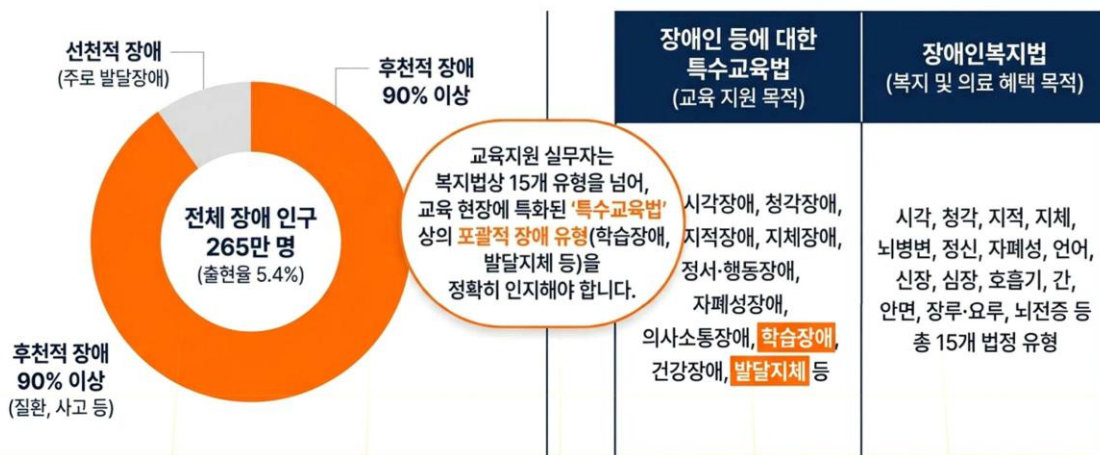 선천적 장애
(주로 발달장애)
후천적 장애
90% 이상
전체 장애 인구
265만 명
(출현율 5.4%)
후천적 장애
90% 이상
(질환, 사고 등)
교육지원 실무자는
복지법상 15개 유형을 넘어,
교육 현장에 특화된 ‘특수교육법’
상의 포괄적 장애 유형(학습장애,
발달지체 등)을
정확히 인지해야 합니다.
장애인 등에 대한
특수교육법
(교육 지원 목적)
시각장애, 청각장애,
지적장애, 지체장애,
정서·행동장애,
자폐성장애,
의사소통장애, 학습장애,
건강장애, 발달지체 등
장애인복지법
(복지 및 의료 혜택 목적)
시각, 청각, 지적, 지체,
뇌병변, 정신, 자폐성, 언어,
신장, 심장, 호흡기, 간,
안면, 장루·요루, 뇌전증 등
총 15개 법정 유형